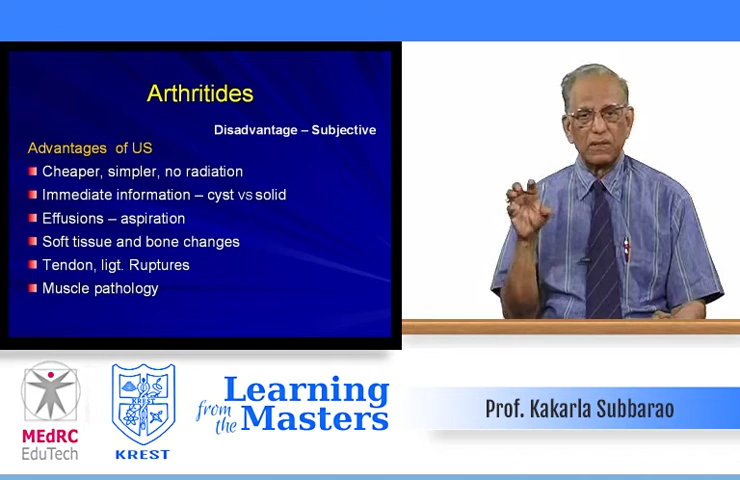 Arthritides
Disadvantage – Subjective
Advantages of US
Cheaper, simpler, no radiation
Immediate information – cyst vs solid
Effusions – aspiration
Soft tissue and bone changes
Tendon, ligt. Ruptures
Muscle pathology
MEdRC
EduTech
KREST
KREST
Learning
from the Masters
Prof. Kakarla Subbarao